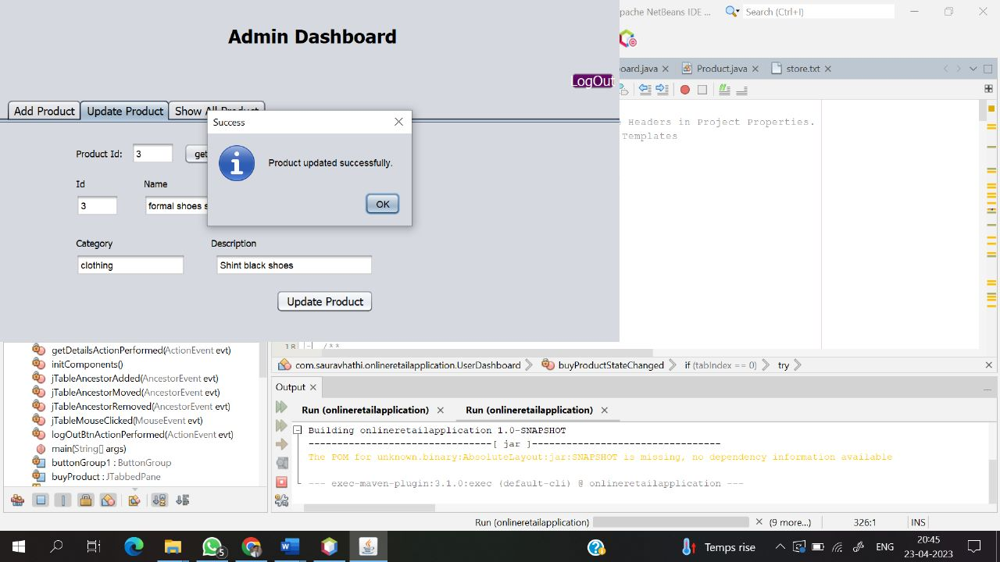 pache NetBeans IDE ...
Search (Ctrl+I)
Admin Dashboard
LogOut
oard.java
Product.java
store.txt
Add Product
Update Product
Show All Product
Headers in Project Properties.
Templates
Success
Product updated successfully.
OK
Product Id:
3
get
Id
Name
3
formal shoes s
Category
Description
clothing
Shint black shoes
Update Product
18
/**
getDetailsActionPerformed(ActionEvent evt)
initComponents()
jTableAncestorAdded(AncestorEvent evt)
jTableAncestorMoved(AncestorEvent evt)
jTableAncestorRemoved(AncestorEvent evt)
jTableMouseClicked(MouseEvent evt)
logOutBtnActionPerformed(ActionEvent evt)
main(String[] args)
buttonGroup1 : ButtonGroup
buyProduct : JTabbedPane
com.sauravhathi.onlineretailapplication.UserDashboard
buyProductStateChanged
if (tabIndex == 0)
try
Output
Run (onlineretailapplication)
Run (onlineretailapplication)
Building onlineretailapplication 1.0-SNAPSHOT
--------------------------------[ jar ]---------------------------------
The POM for unknown.binary:AbsoluteLayout:jar:SNAPSHOT is missing, no dependency information available
--- exec-maven-plugin:3.1.0:exec (default-cli) @ onlineretailapplication ---
Run (onlineretailapplication)
(9 more...)
326:1
INS
5
Temps rise
ENG
20:45
23-04-2023